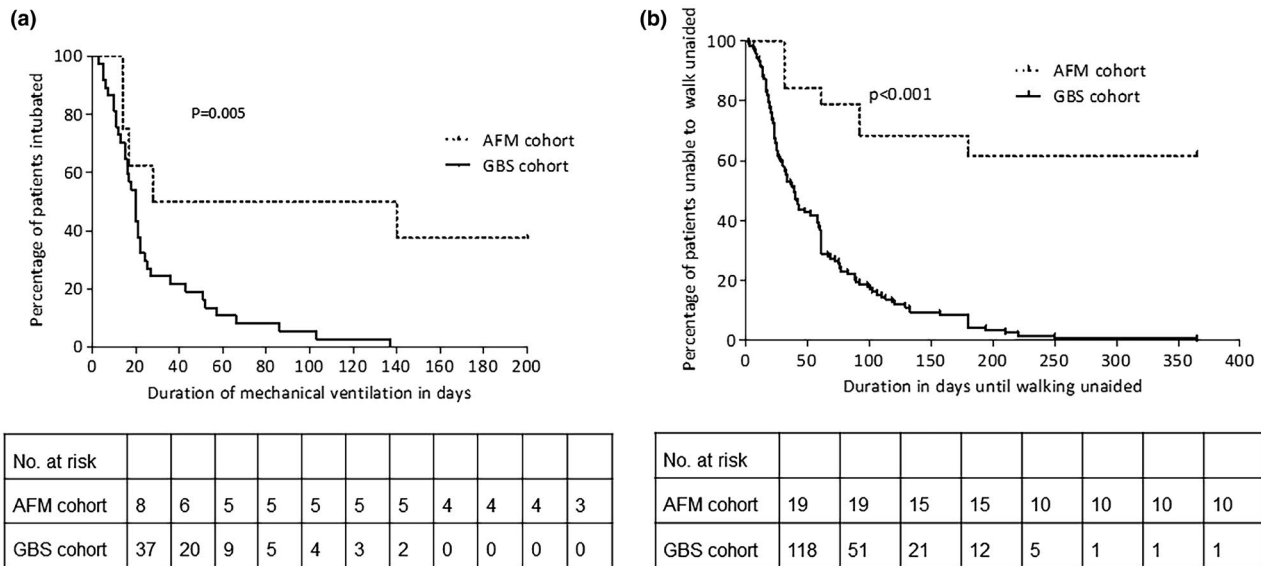 (a)
Percentage of patients intubated
100
80
60
40
20
0
P=0.005
AFM cohort
GBS cohort
0 20 40 60 80 100 120 140 160 180 200
Duration of mechanical ventilation in days
No. at risk
AFM cohort 8 6 5 5 5 5 5 4 4 4 3
GBS cohort 37 20 9 5 4 3 2 0 0 0 0
(b)
Percentage of patients unable to walk unaided
100
80
60
40
20
0
p<0.001
AFM cohort
GBS cohort
0 50 100 150 200 250 300 350 400
Duration in days until walking unaided
No. at risk
AFM cohort 19 19 15 15 10 10 10 10
GBS cohort 118 51 21 12 5 1 1 1